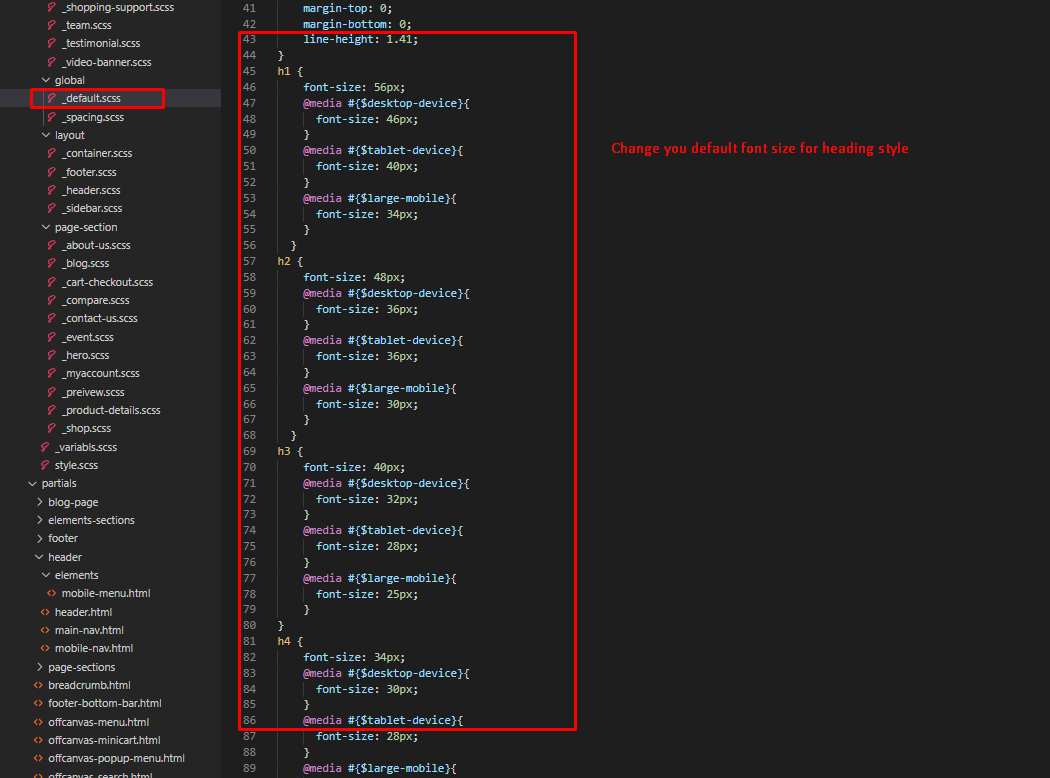 _shopping-support.scss
_team.scss
_testimonial.scss
_video-banner.scss
global
_default.scss
_spacing.scss
layout
_container.scss
_footer.scss
_header.scss
_sidebar.scss
page-section
_about-us.scss
_blog.scss
_cart-checkout.scss
_compare.scss
_contact-us.scss
_event.scss
_hero.scss
_myaccount.scss
_preivew.scss
_product-details.scss
_shop.scss
_variabls.scss
style.scss
partials
blog-page
elements-sections
footer
header
elements
mobile-menu.html
header.html
main-nav.html
mobile-nav.html
page-sections
breadcrumb.html
footer-bottom-bar.html
offcanvas-menu.html
offcanvas-minicart.html
offcanvas-popup-menu.html
offcanvas-search.html
41 margin-top: 0;
42 margin-bottom: 0;
43 line-height: 1.41;
44 }
45 h1 {
46 font-size: 56px;
47 @media #{$desktop-device}{
48 font-size: 46px;
49 }
50 @media #{$tablet-device}{
51 font-size: 40px;
52 }
53 @media #{$large-mobile}{
54 font-size: 34px;
55 }
56 }
57 h2 {
58 font-size: 48px;
59 @media #{$desktop-device}{
60 font-size: 36px;
61 }
62 @media #{$tablet-device}{
63 font-size: 36px;
64 }
65 @media #{$large-mobile}{
66 font-size: 30px;
67 }
68 }
69 h3 {
70 font-size: 40px;
71 @media #{$desktop-device}{
72 font-size: 32px;
73 }
74 @media #{$tablet-device}{
75 font-size: 28px;
76 }
77 @media #{$large-mobile}{
78 font-size: 25px;
79 }
80 }
81 h4 {
82 font-size: 34px;
83 @media #{$desktop-device}{
84 font-size: 30px;
85 }
86 @media #{$tablet-device}{
87 font-size: 28px;
88 }
89 @media #{$large-mobile}{
Change you default font size for heading style